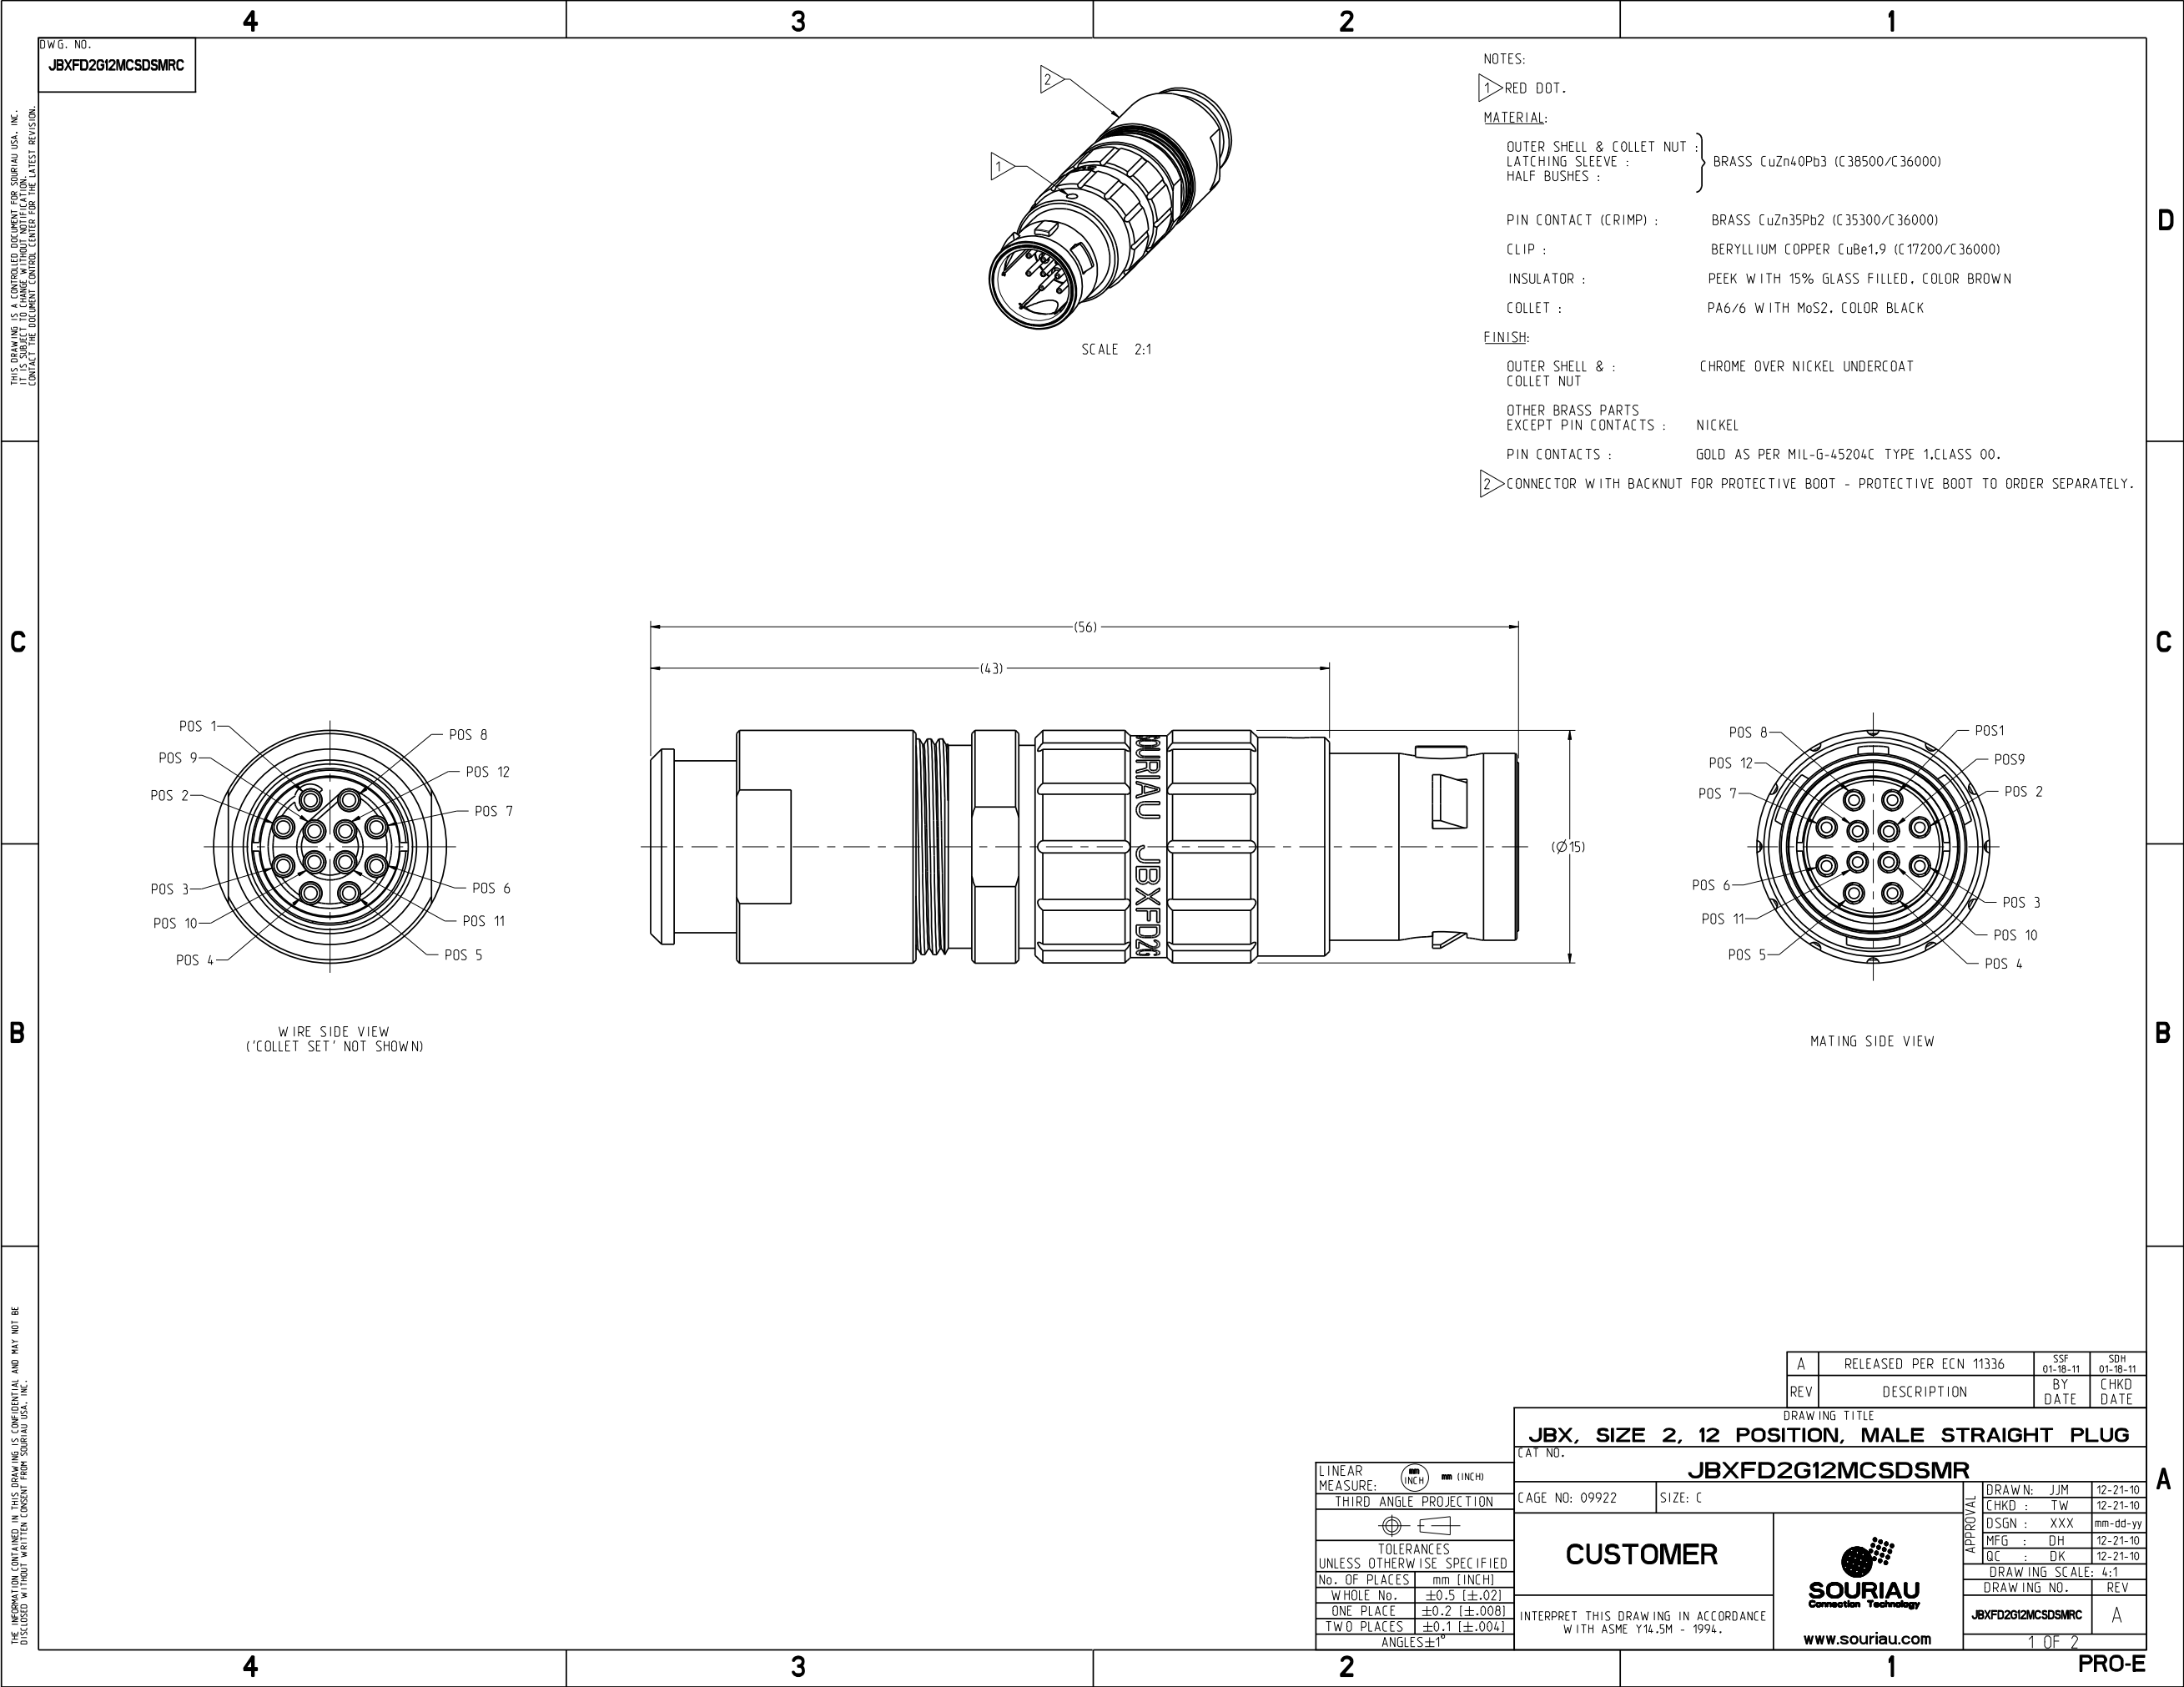 4
3
2
1
DWG. NO.
JBXFD2G12MCSDSMRC
THIS DRAWING IS A CONTROLLED DOCUMENT FOR SOURIAU USA, INC.
IT IS SUBJECT TO CHANGE WITHOUT NOTIFICATION.
CONTACT THE DOCUMENT CONTROL CENTER FOR THE LATEST REVISION.
2
1
SCALE 2:1
NOTES:
1 RED DOT.
MATERIAL:
OUTER SHELL & COLLET NUT :
LATCHING SLEEVE : BRASS CuZn40Pb3 (C38500/C36000)
HALF BUSHES :
PIN CONTACT (CRIMP) : BRASS CuZn35Pb2 (C35300/C36000)
CLIP : BERYLLIUM COPPER CuBe1,9 (C17200/C36000)
INSULATOR : PEEK WITH 15% GLASS FILLED, COLOR BROWN
COLLET : PA6/6 WITH MoS2, COLOR BLACK
FINISH:
OUTER SHELL & : CHROME OVER NICKEL UNDERCOAT
COLLET NUT
OTHER BRASS PARTS
EXCEPT PIN CONTACTS : NICKEL
PIN CONTACTS : GOLD AS PER MIL-G-45204C TYPE 1,CLASS 00.
2 CONNECTOR WITH BACKNUT FOR PROTECTIVE BOOT - PROTECTIVE BOOT TO ORDER SEPARATELY.
D
C
C
B
B
A
POS 1
POS 9
POS 2
POS 3
POS 10
POS 4
POS 8
POS 12
POS 7
POS 6
POS 11
POS 5
WIRE SIDE VIEW
('COLLET SET' NOT SHOWN)
(56)
(43)
(Ø15)
SOURIAU JBXFD2G
POS 8
POS 12
POS 7
POS 6
POS 11
POS 5
POS1
POS9
POS 2
POS 3
POS 10
POS 4
MATING SIDE VIEW
THE INFORMATION CONTAINED IN THIS DRAWING IS CONFIDENTIAL AND MAY NOT BE
DISCLOSED WITHOUT WRITTEN CONSENT FROM SOURIAU USA, INC.
A RELEASED PER ECN 11336 SSF 01-18-11 SDH 01-18-11
REV DESCRIPTION BY DATE CHKD DATE
DRAWING TITLE
JBX, SIZE 2, 12 POSITION, MALE STRAIGHT PLUG
CAT NO.
JBXFD2G12MCSDSMR
CAGE NO: 09922
SIZE: C
LINEAR
MEASURE:
mm
INCH
mm (INCH)
THIRD ANGLE PROJECTION
TOLERANCES
UNLESS OTHERWISE SPECIFIED
No. OF PLACES mm [INCH]
WHOLE No. ±0.5 [±.02]
ONE PLACE ±0.2 [±.008]
TWO PLACES ±0.1 [±.004]
ANGLES±1°
CUSTOMER
INTERPRET THIS DRAWING IN ACCORDANCE
WITH ASME Y14.5M - 1994.
SOURIAU
Connection Technology
www.souriau.com
APPROVAL
DRAWN: JJM 12-21-10
CHKD : TW 12-21-10
DSGN : XXX mm-dd-yy
MFG : DH 12-21-10
QC : DK 12-21-10
DRAWING SCALE: 4:1
DRAWING NO. REV
JBXFD2G12MCSDSMRC A
1 OF 2
4
3
2
1
PRO-E